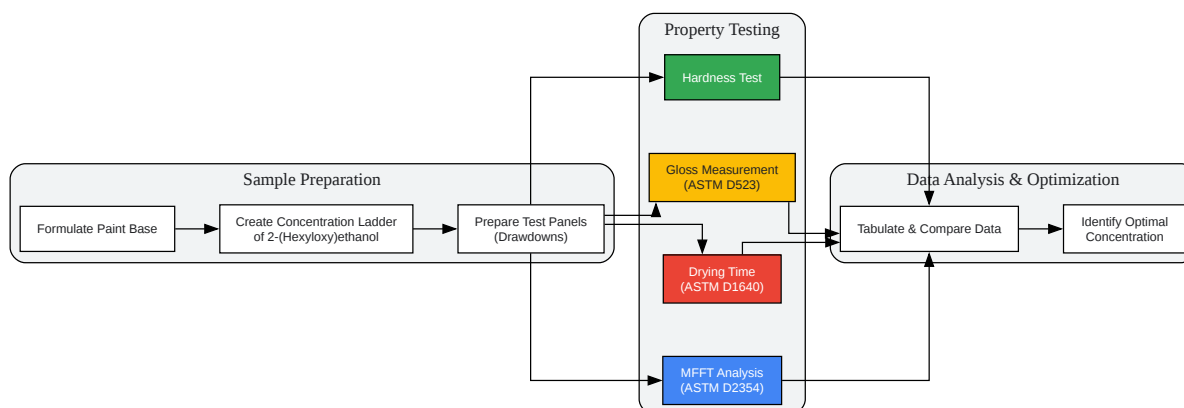 Property Testing
Hardness Test
Gloss Measurement
(ASTM D523)
Drying Time
(ASTM D1640)
MFFT Analysis
(ASTM D2354)
Sample Preparation
Formulate Paint Base
Create Concentration Ladder
of 2-(Hexyloxy)ethanol
Prepare Test Panels
(Drawdowns)
Data Analysis & Optimization
Tabulate & Compare Data
Identify Optimal
Concentration